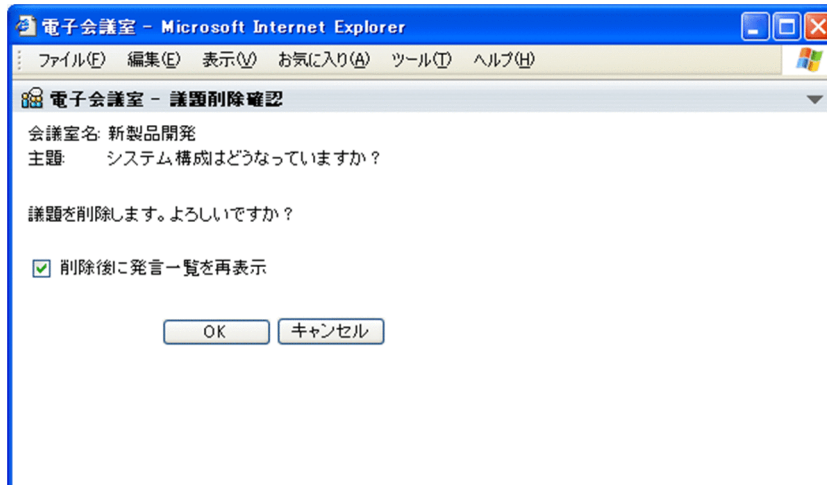 電子会議室 - Microsoft Internet Explorer
ファイル(F) 編集(E) 表示(V) お気に入り(A) ツール(T) ヘルプ(H)
電子会議室 - 議題削除確認
会議室名: 新製品開発
主題: システム構成はどうなっていますか？
議題を削除します。よろしいですか？
削除後に発言一覧を再表示
OK キャンセル